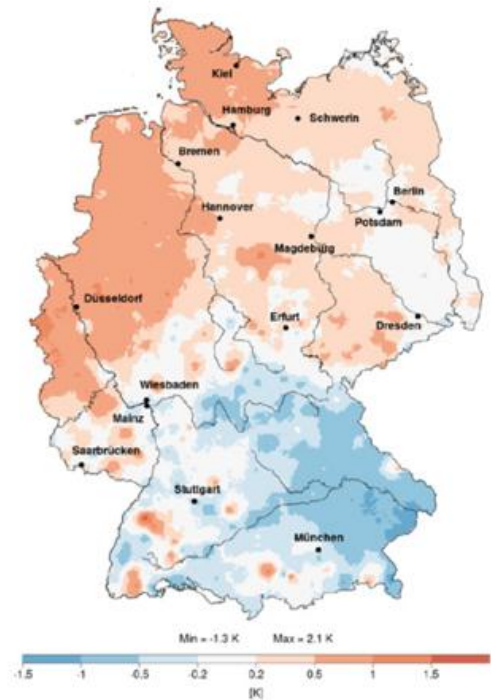 Kiel
Hamburg
Schwerin
Bremen
Berlin
Hannover
Potsdam
Magdeburg
Düsseldorf
Erfurt
Dresden
Wiesbaden
Mainz
Saarbrücken
Stuttgart
München
Min = -1.3 K Max = 2.1 K
-1.5 -1 -0.5 -0.2 0.2 0.5 1 1.5
[K]